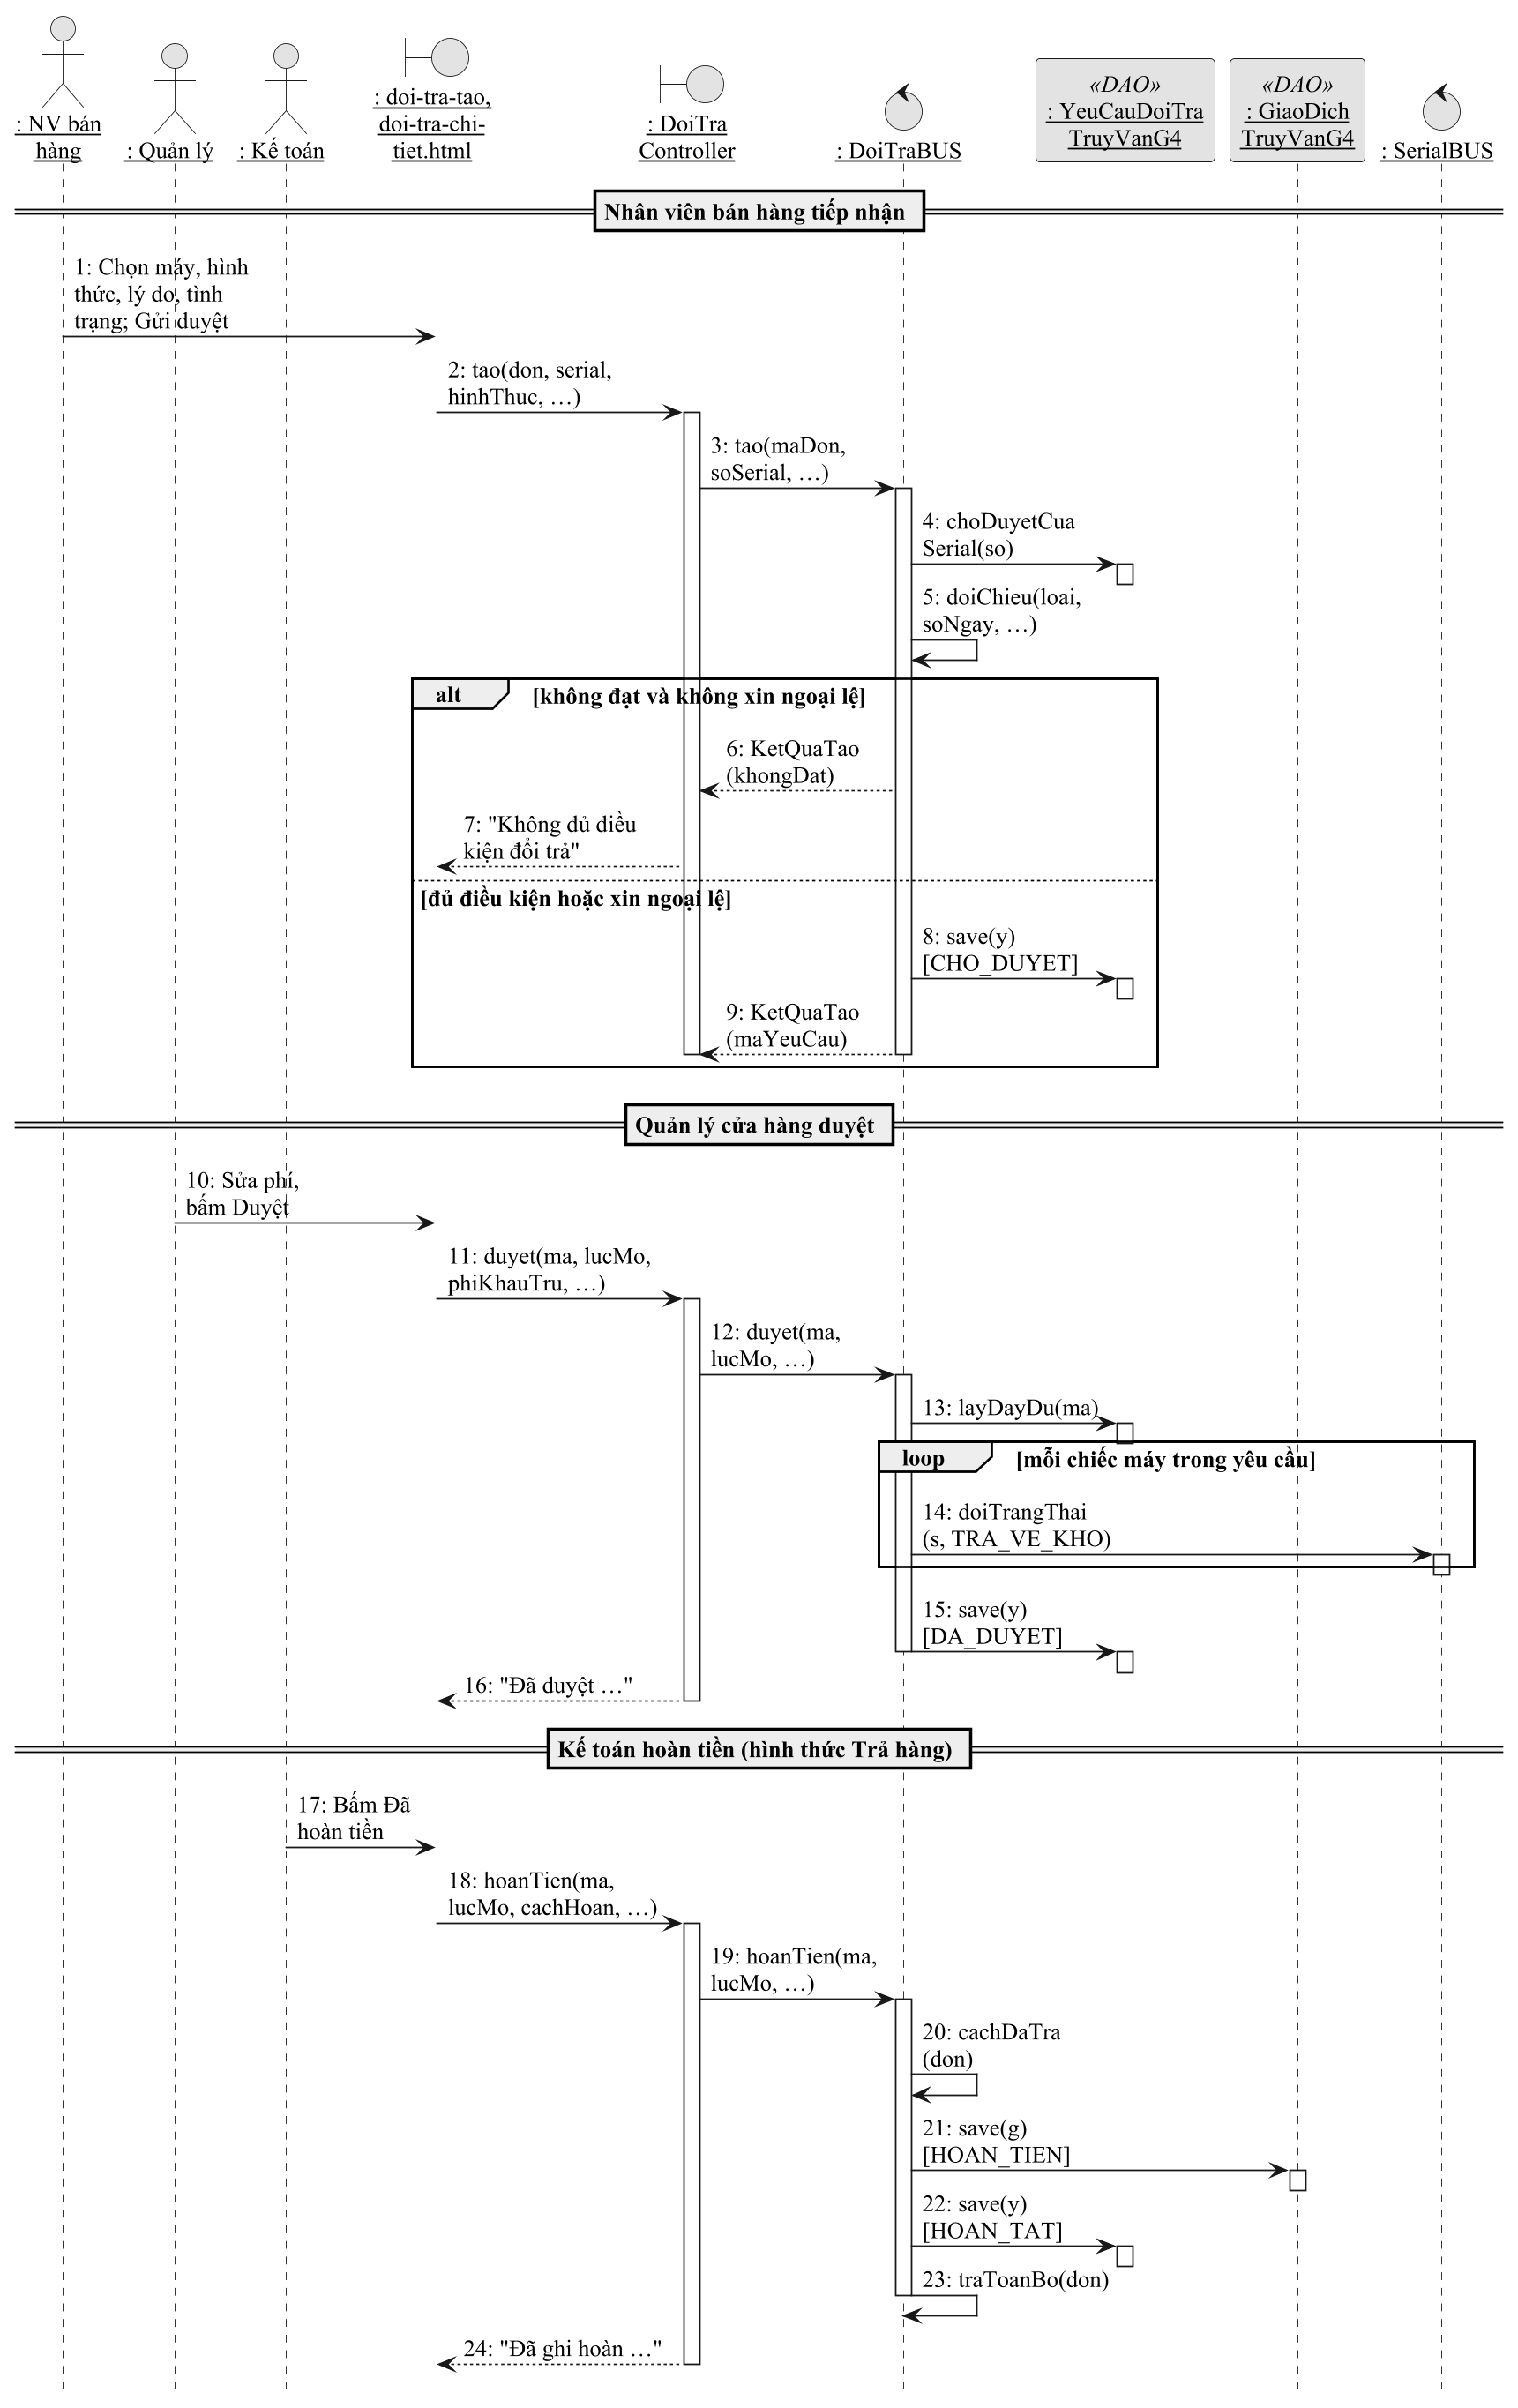 : NV bán
hàng
: Quản lý
: Kế toán
: doi-tra-tao,
doi-tra-chi-
tiet.html
: DoiTra
Controller
: DoiTraBUS
«DAO»
: YeuCauDoiTra
TruyVanG4
«DAO»
: GiaoDich
TruyVanG4
: SerialBUS
Nhân viên bán hàng tiếp nhận
1: Chọn máy, hình
thức, lý do, tình
trạng; Gửi duyệt
2: tao(don, serial,
hinhThuc, …)
3: tao(maDon,
soSerial, …)
4: choDuyetCua
Serial(so)
5: doiChieu(loai,
soNgay, …)
alt
[không đạt và không xin ngoại lệ]
6: KetQuaTao
(khongDat)
7: "Không đủ điều
kiện đổi trả"
[đủ điều kiện hoặc xin ngoại lệ]
8: save(y)
[CHO_DUYET]
9: KetQuaTao
(maYeuCau)
Quản lý cửa hàng duyệt
10: Sửa phí,
bấm Duyệt
11: duyet(ma, lucMo,
phiKhauTru, …)
12: duyet(ma,
lucMo, …)
13: layDayDu(ma)
loop
[mỗi chiếc máy trong yêu cầu]
14: doiTrangThai
(s, TRA_VE_KHO)
15: save(y)
[DA_DUYET]
16: "Đã duyệt …"
Kế toán hoàn tiền (hình thức Trả hàng)
17: Bấm Đã
hoàn tiền
18: hoanTien(ma,
lucMo, cachHoan, …)
19: hoanTien(ma,
lucMo, …)
20: cachDaTra
(don)
21: save(g)
[HOAN_TIEN]
22: save(y)
[HOAN_TAT]
23: traToanBo(don)
24: "Đã ghi hoàn …"